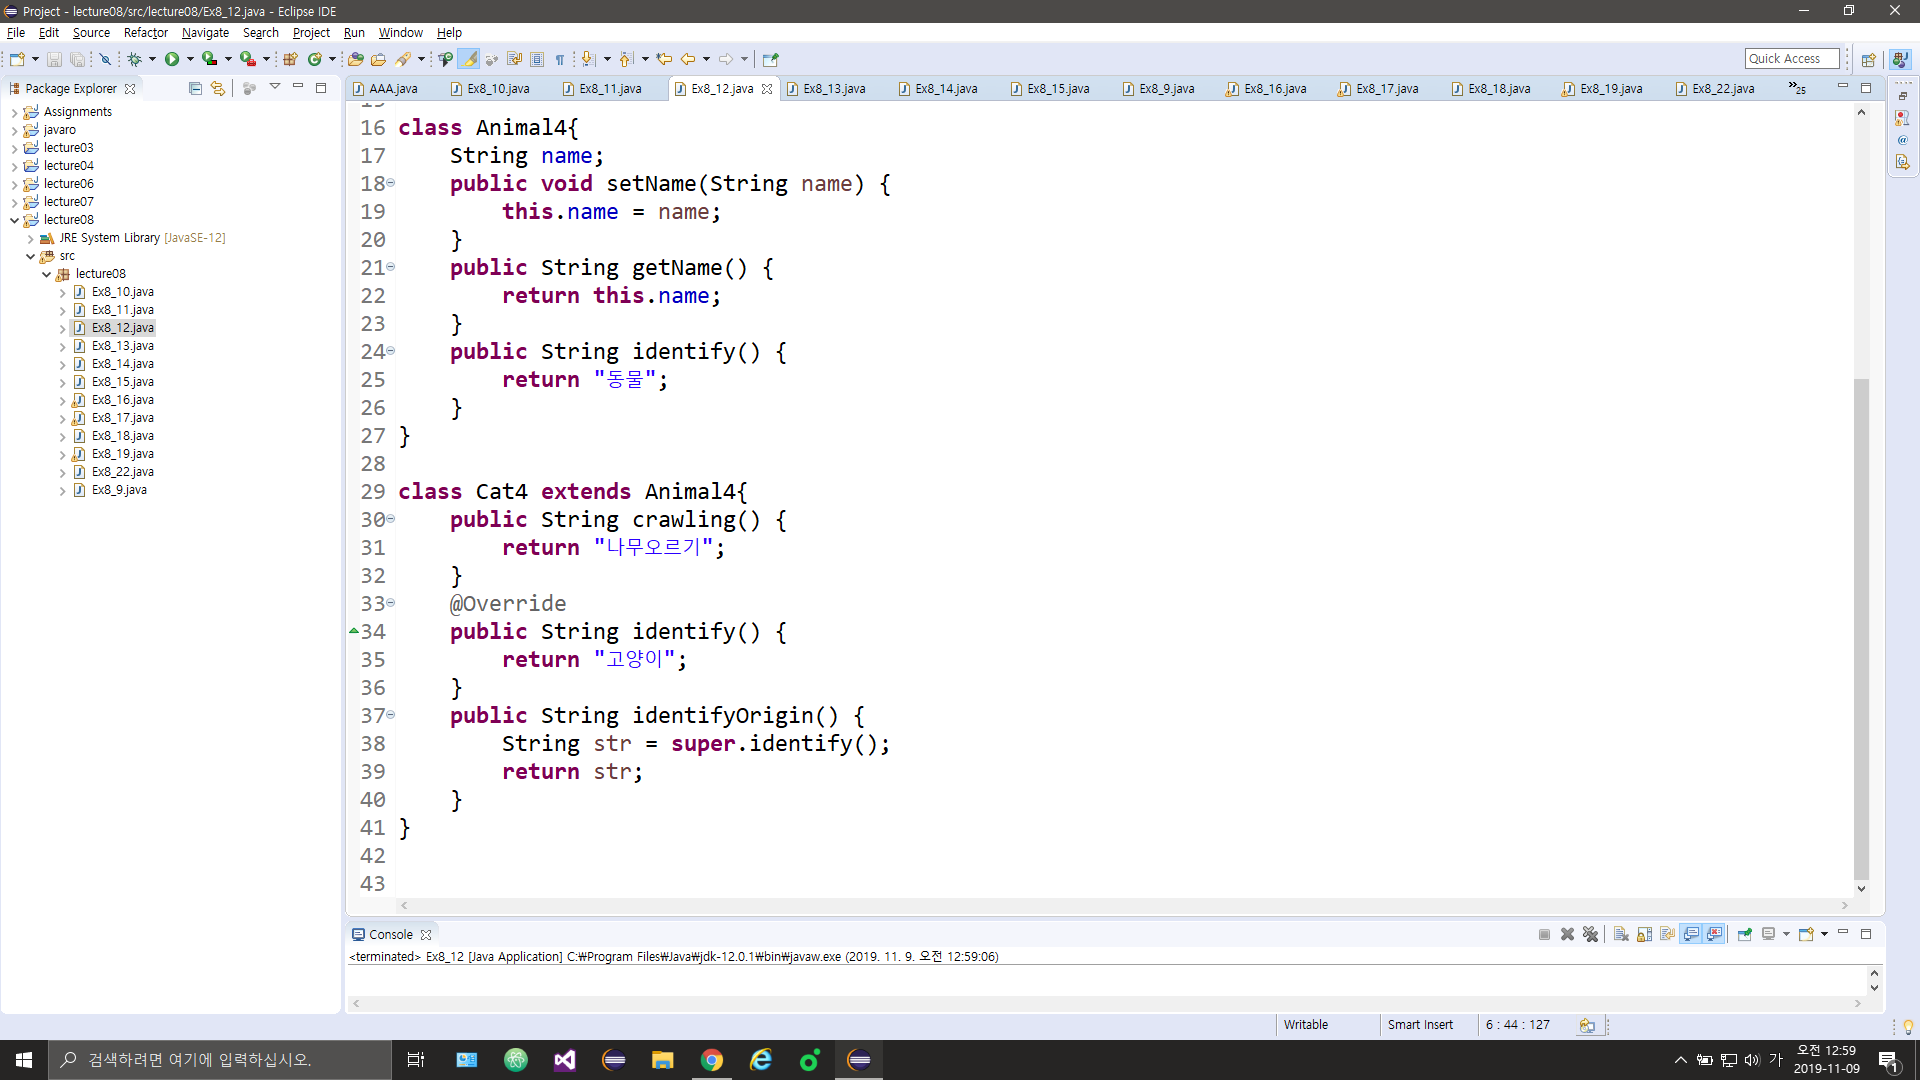 Project - lecture08/src/lecture08/Ex8_12.java - Eclipse IDE
File Edit Source Refactor Navigate Search Project Run Window Help
Quick Access
Package Explorer
AAA.java Ex8_10.java Ex8_11.java Ex8_12.java Ex8_13.java Ex8_14.java Ex8_15.java Ex8_9.java Ex8_16.java Ex8_17.java Ex8_18.java Ex8_19.java Ex8_22.java »25
Assignments
javaro
lecture03
lecture04
lecture06
lecture07
lecture08
JRE System Library [JavaSE-12]
src
lecture08
Ex8_10.java
Ex8_11.java
Ex8_12.java
Ex8_13.java
Ex8_14.java
Ex8_15.java
Ex8_16.java
Ex8_17.java
Ex8_18.java
Ex8_19.java
Ex8_22.java
Ex8_9.java
16 class Animal4{
17 String name;
18 public void setName(String name) {
19 this.name = name;
20 }
21 public String getName() {
22 return this.name;
23 }
24 public String identify() {
25 return "동물";
26 }
27 }
28
29 class Cat4 extends Animal4{
30 public String crawling() {
31 return "나무오르기";
32 }
33 @Override
34 public String identify() {
35 return "고양이";
36 }
37 public String identifyOrigin() {
38 String str = super.identify();
39 return str;
40 }
41 }
42
43
Console
<terminated> Ex8_12 [Java Application] C:₩Program Files₩Java₩jdk-12.0.1₩bin₩javaw.exe (2019. 11. 9. 오전 12:59:06)
Writable Smart Insert 6 : 44 : 127
검색하려면 여기에 입력하십시오.
가
오전 12:59
2019-11-09
1